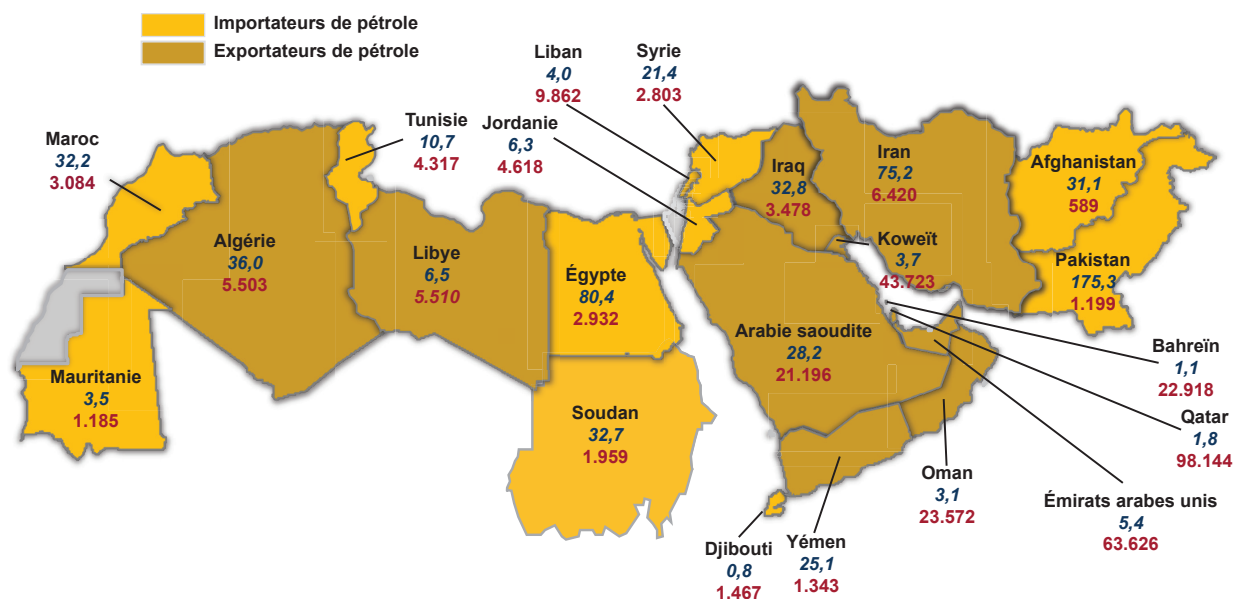 Importateurs de pétrole
Exportateurs de pétrole
Maroc
32,2
3.084
Algérie
36,0
5.503
Tunisie
10,7
4.317
Jordanie
6,3
4.618
Liban
4,0
9.862
Syrie
21,4
2.803
Iraq
32,8
3.478
Iran
75,2
6.420
Afghanistan
31,1
589
Pakistan
175,3
1.199
Koweït
3,7
43.723
Libye
6,5
5.510
Égypte
80,4
2.932
Arabie saoudite
28,2
21.196
Mauritanie
3,5
1.185
Soudan
32,7
1.959
Bahreïn
1,1
22.918
Qatar
1,8
98.144
Émirats arabes unis
5,4
63.626
Oman
3,1
23.572
Yémen
25,1
1.343
Djibouti
0,8
1.467